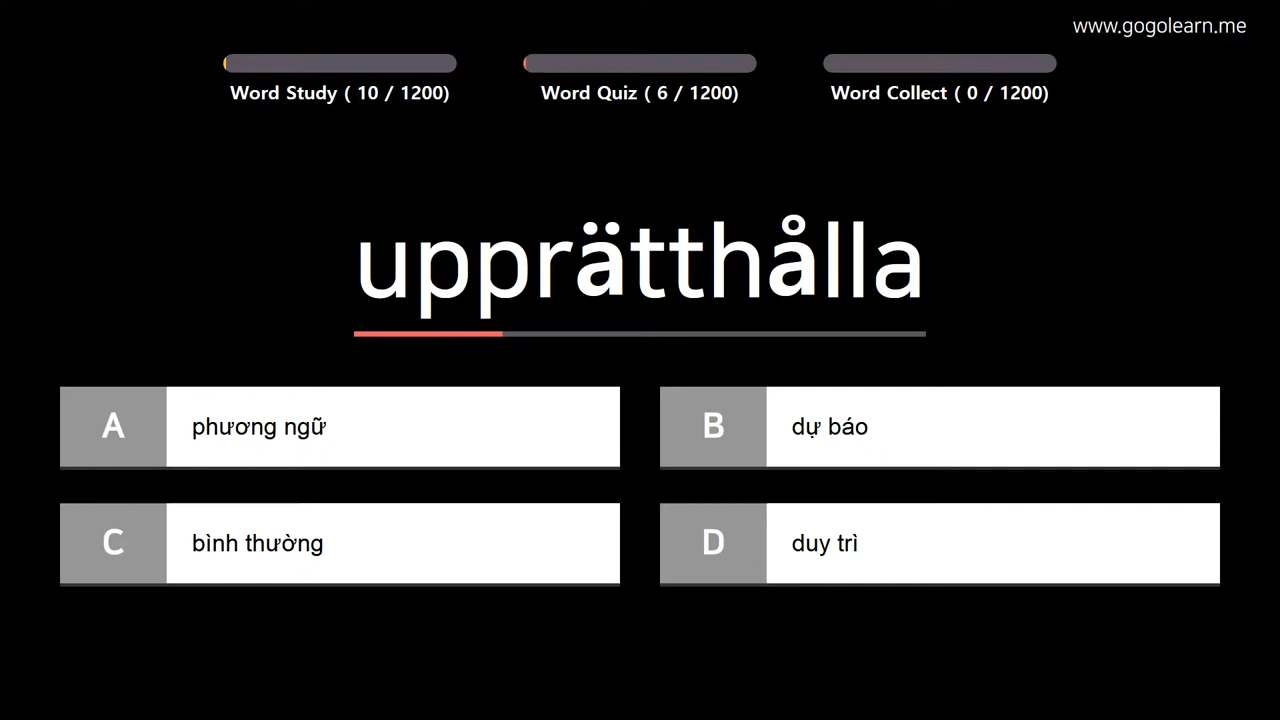 www.gogolearn.me
Word Study ( 10 / 1200)
Word Quiz ( 6 / 1200)
Word Collect ( 0 / 1200)
upprätthålla
A phương ngữ
B dự báo
C bình thường
D duy trì